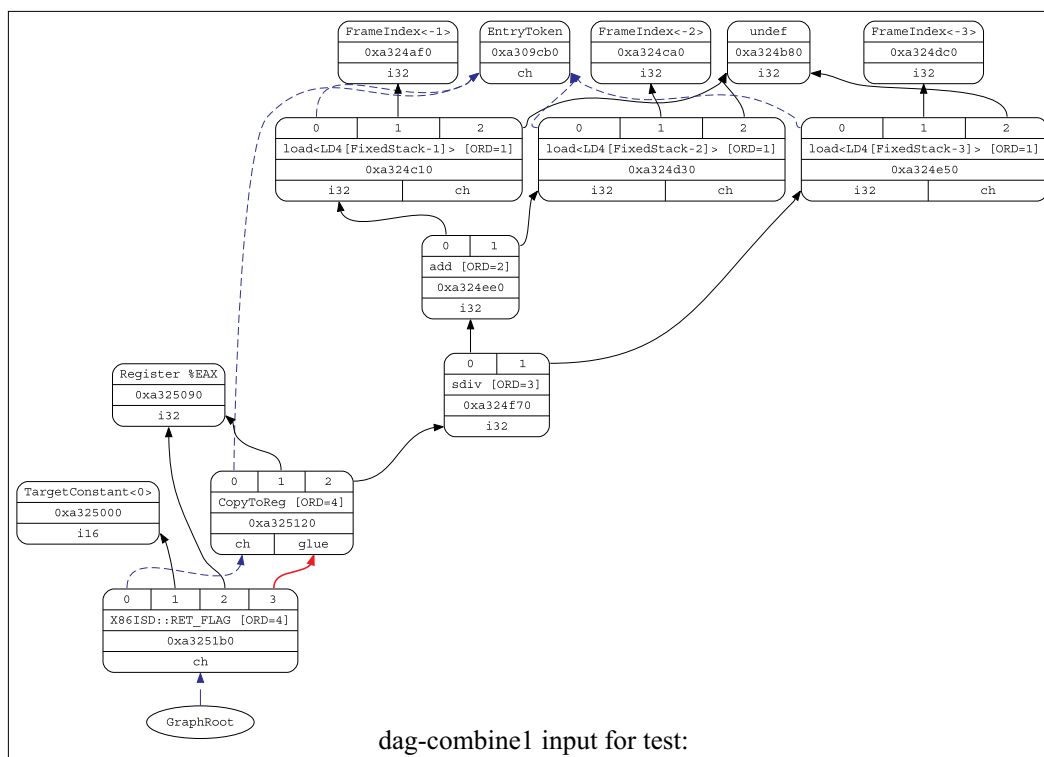 FrameIndex<-1>
0xa324af0
i32
EntryToken
0xa309cb0
ch
FrameIndex<-2>
0xa324ca0
i32
undef
0xa324b80
i32
FrameIndex<-3>
0xa324dc0
i32
0 1 2
load<LD4[FixedStack-1]> [ORD=1]
0xa324c10
i32 ch
0 1 2
load<LD4[FixedStack-2]> [ORD=1]
0xa324d30
i32 ch
0 1 2
load<LD4[FixedStack-3]> [ORD=1]
0xa324e50
i32 ch
0 1
add [ORD=2]
0xa324ee0
i32
0 1
sdiv [ORD=3]
0xa324f70
i32
Register %EAX
0xa325090
i32
0 1 2
CopyToReg [ORD=4]
0xa325120
ch glue
TargetConstant<0>
0xa325000
i16
0 1 2 3
X86ISD::RET_FLAG [ORD=4]
0xa3251b0
ch
GraphRoot
dag-combine1 input for test: